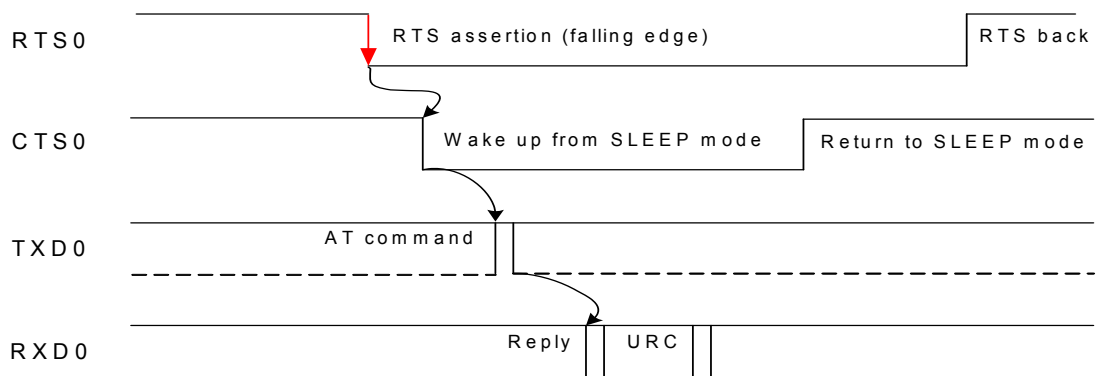 RTS0
RTS assertion (falling edge)
RTS back
CTS0
Wake up from SLEEP mode
Return to SLEEP mode
TXD0
AT command
RXD0
Reply
URC